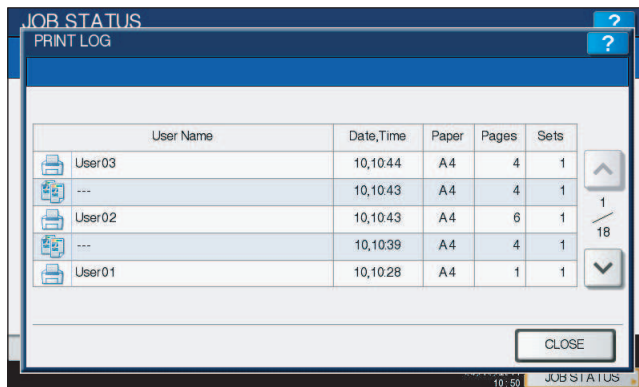 JOB STATUS ?
PRINT LOG ?
User Name Date,Time Paper Pages Sets
User03 10,10:44 A4 4 1
--- 10,10:43 A4 4 1
User02 10,10:43 A4 6 1
--- 10,10:39 A4 4 1
User01 10,10:28 A4 1 1
1
18
CLOSE
10:50 JOB STATUS